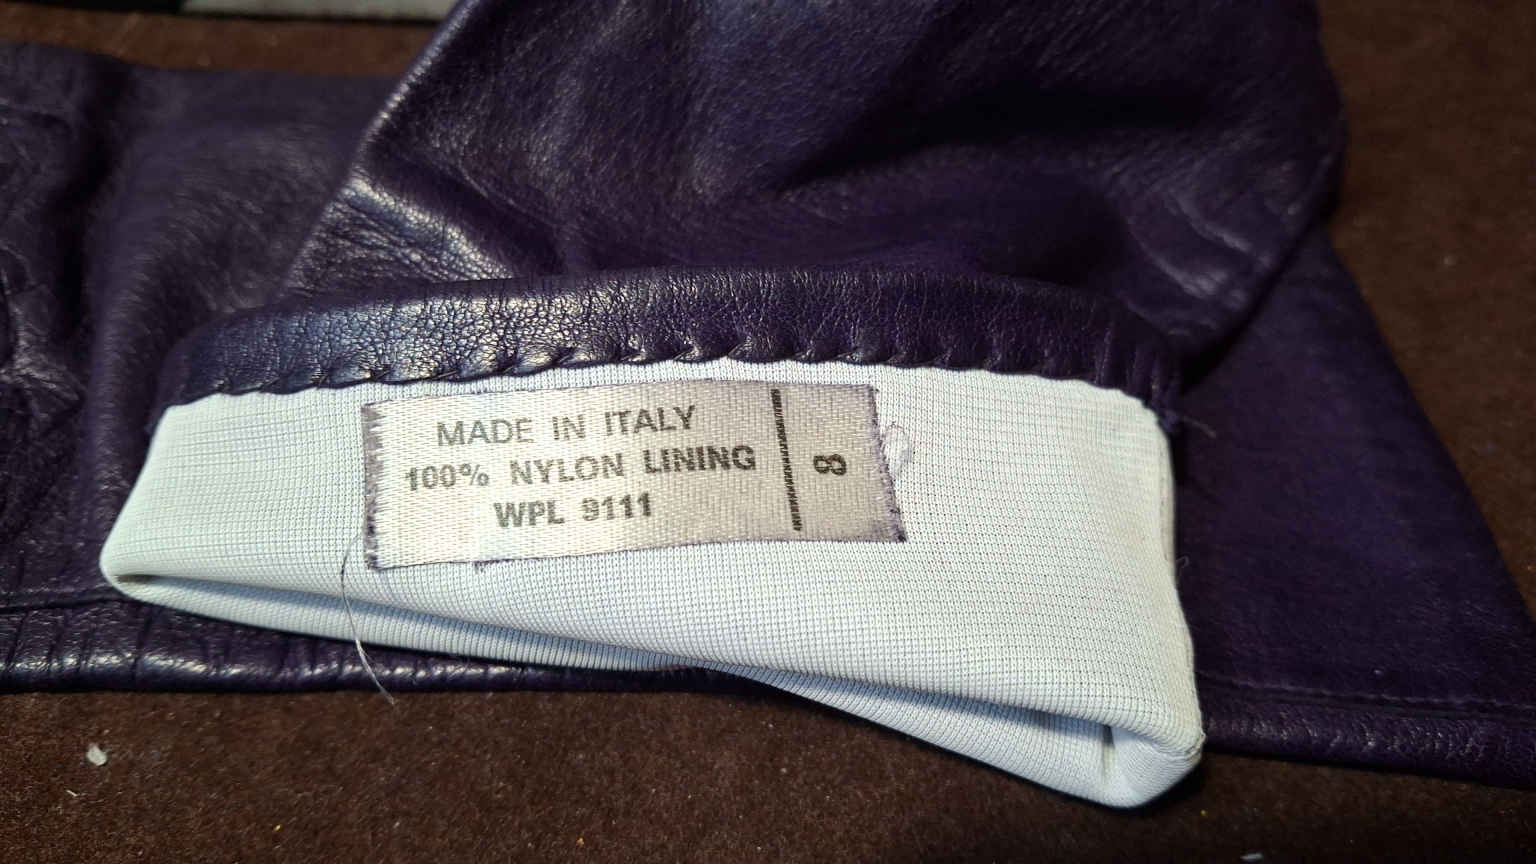 MADE IN ITALY
100% NYLON LINING
WPL 9111
8